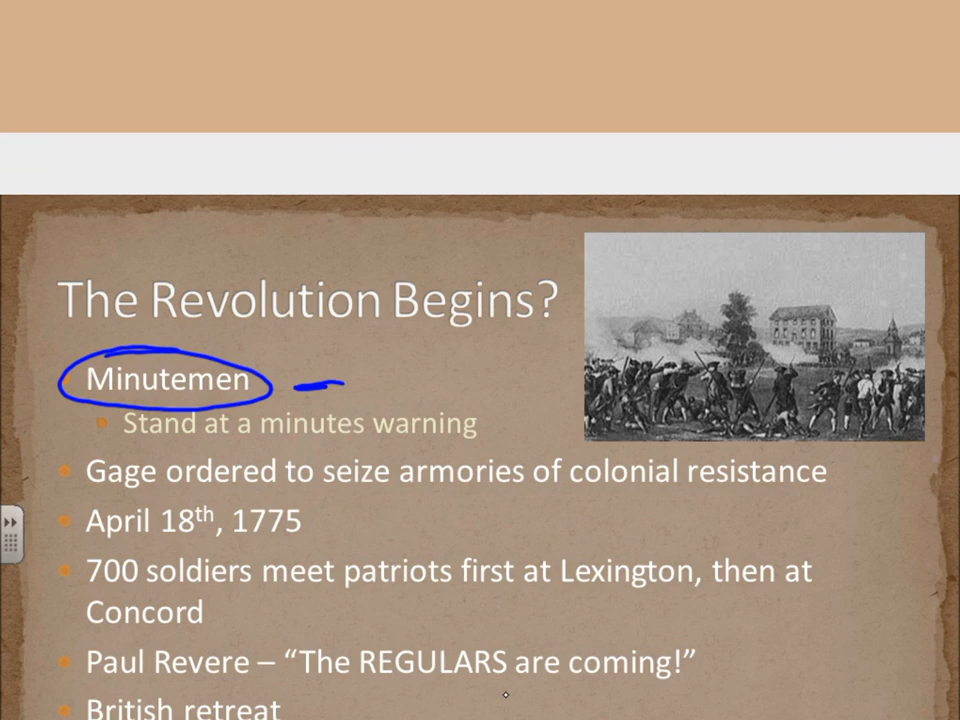 The Revolution Begins?
Minutemen
Stand at a minutes warning
Gage ordered to seize armories of colonial resistance
April 18th, 1775
700 soldiers meet patriots first at Lexington, then at
Concord
Paul Revere – “The REGULARS are coming!”
British retreat